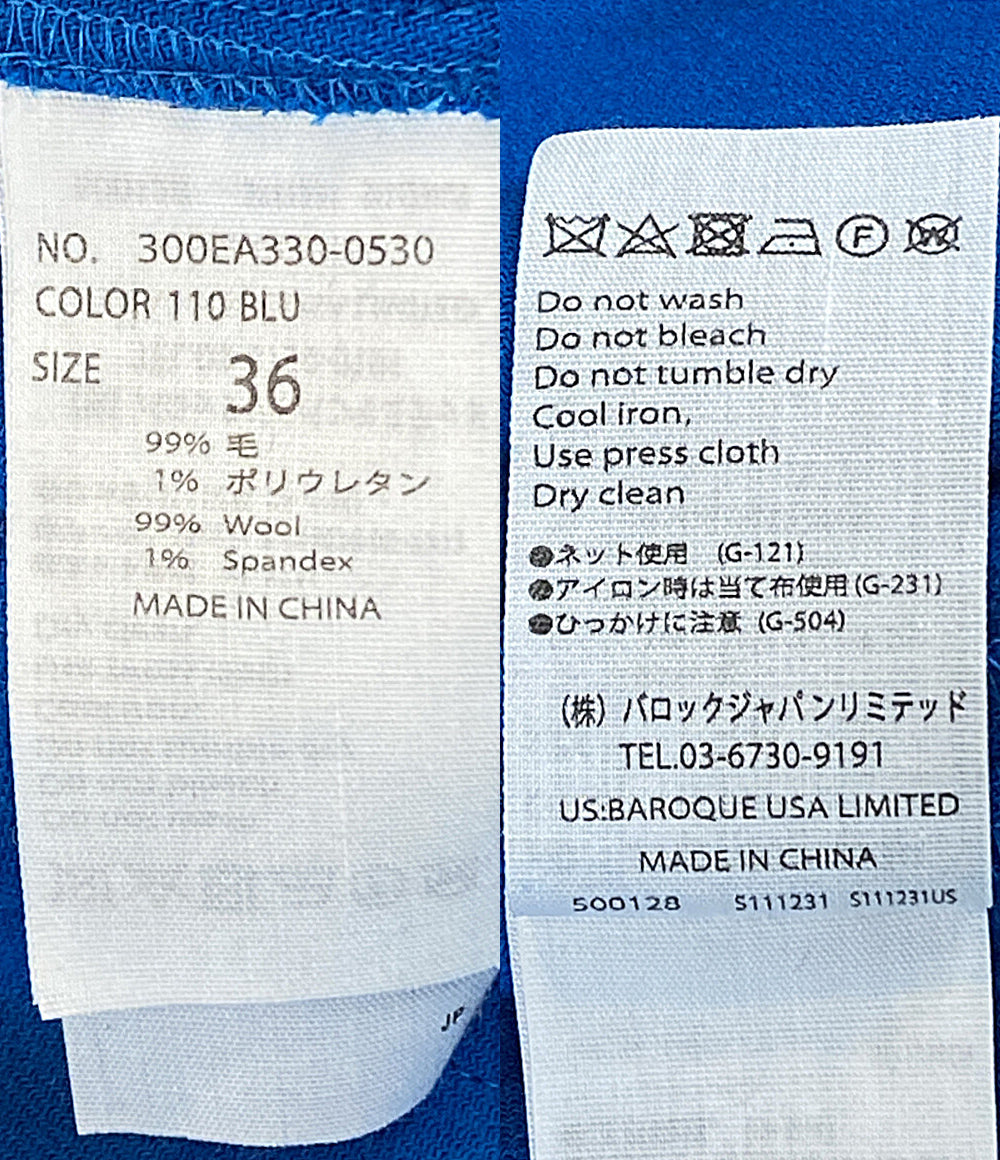 NO. 300EA330-0530
COLOR 110 BLU
SIZE 36
99% 毛
1% ポリウレタン
99% Wool
1% Spandex
MADE IN CHINA
JP
F
W
Do not wash
Do not bleach
Do not tumble dry
Cool iron,
Use press cloth
Dry clean
●ネット使用 (G-121)
●アイロン時は当て布使用(G-231)
●ひっかけに注意 (G-504)
(株) バロックジャパンリミテッド
TEL.03-6730-9191
US:BAROQUE USA LIMITED
MADE IN CHINA
500128 S111231 S111231US